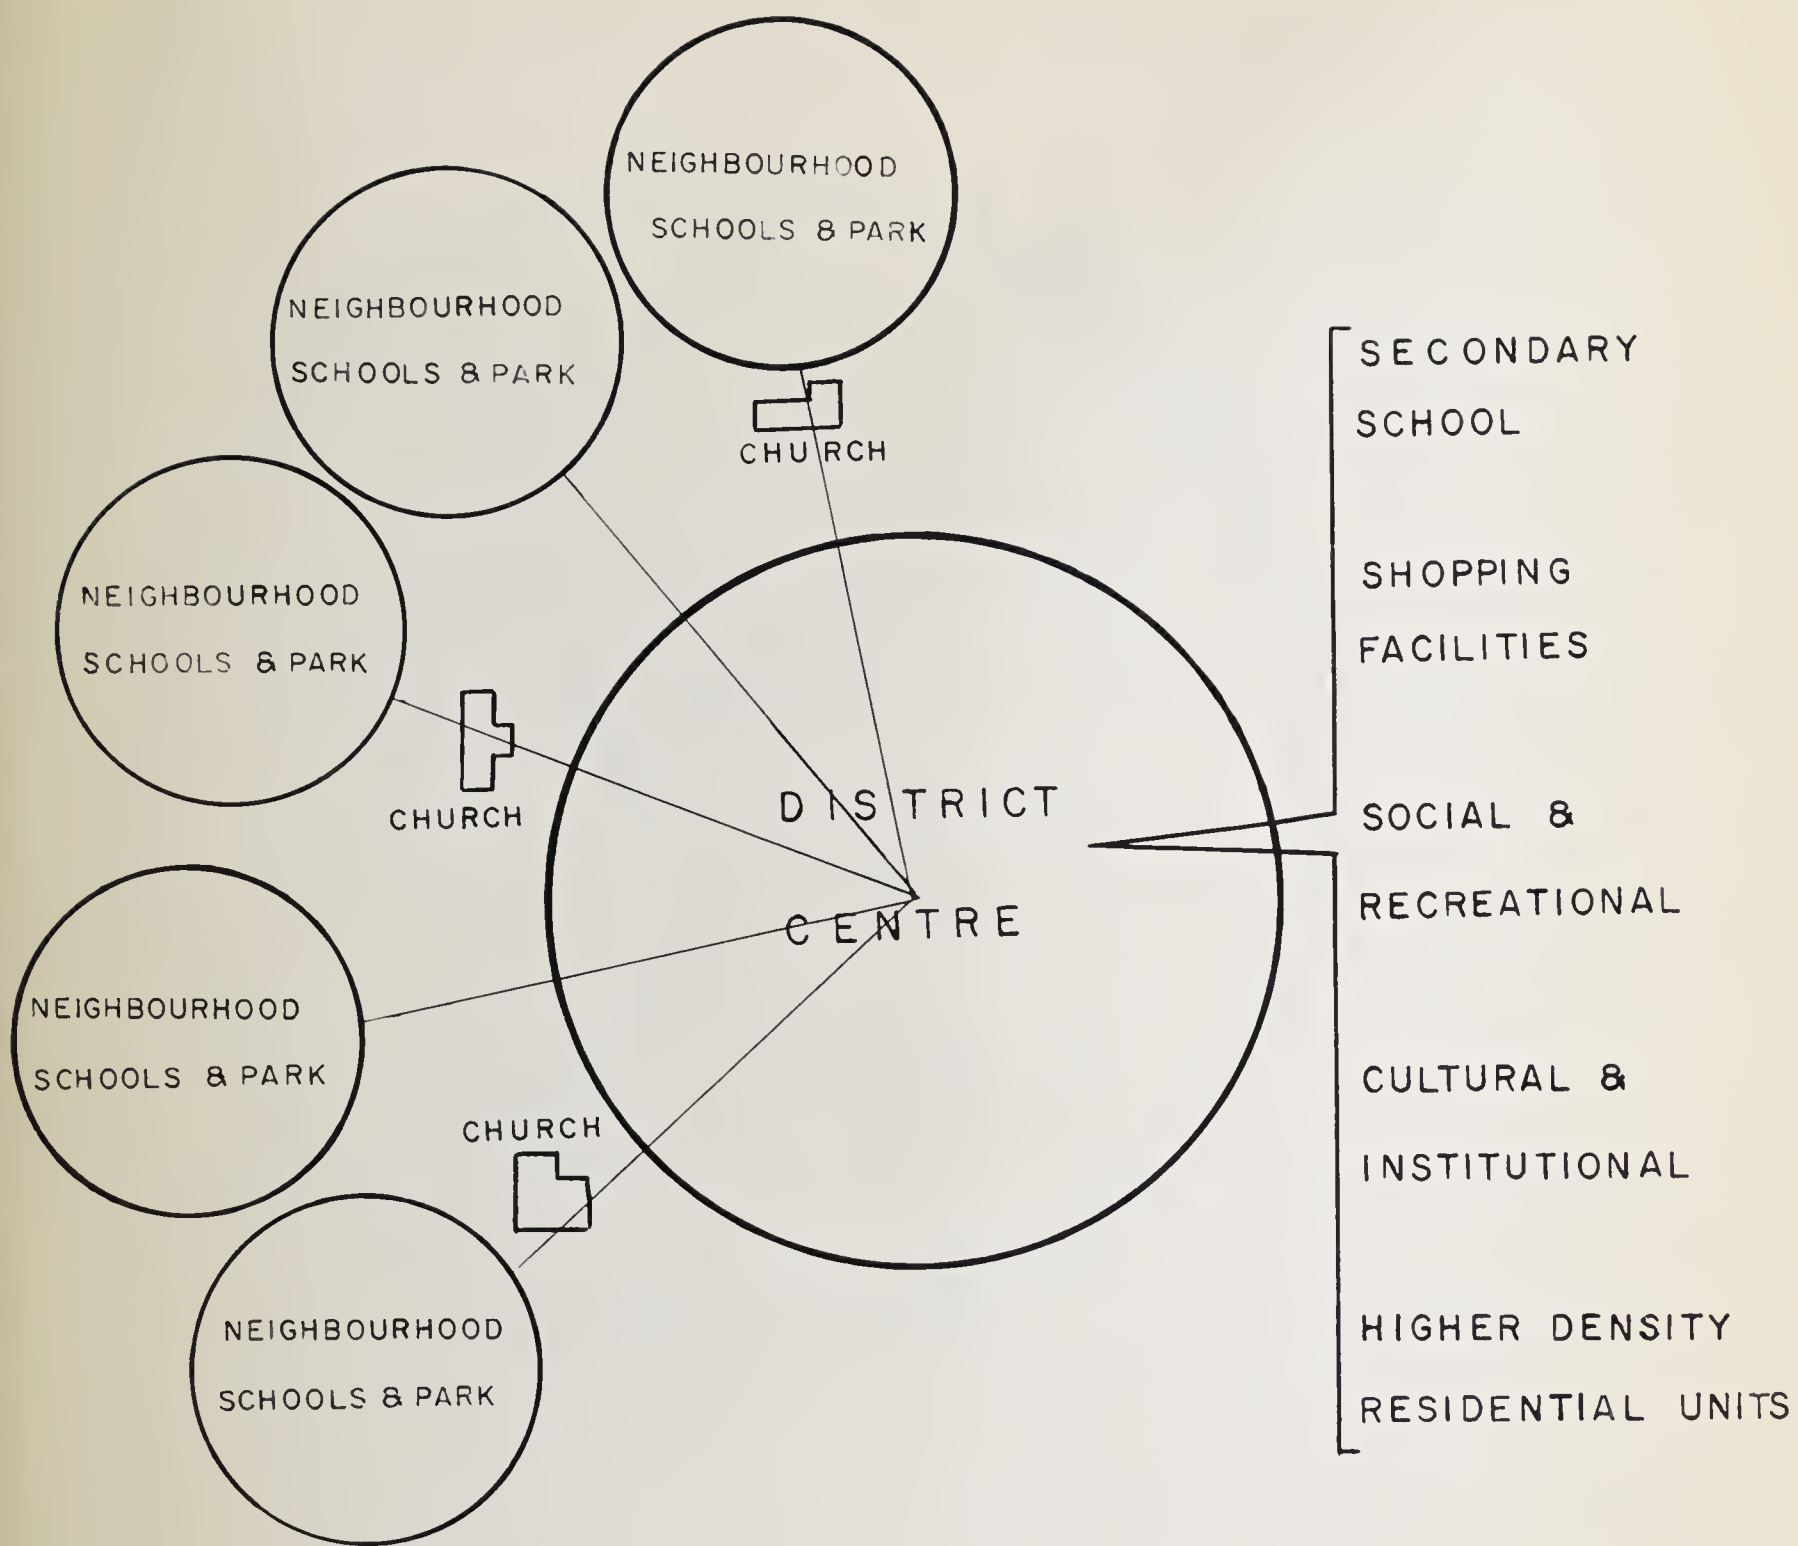 NEIGHBOURHOOD
SCHOOLS & PARK
NEIGHBOURHOOD
SCHOOLS & PARK
CHURCH
NEIGHBOURHOOD
SCHOOLS & PARK
CHURCH
NEIGHBOURHOOD
SCHOOLS & PARK
CHURCH
NEIGHBOURHOOD
SCHOOLS & PARK
DISTRICT
CENTRE
SECONDARY
SCHOOL
SHOPPING
FACILITIES
SOCIAL &
RECREATIONAL
CULTURAL &
INSTITUTIONAL
HIGHER DENSITY
RESIDENTIAL UNITS